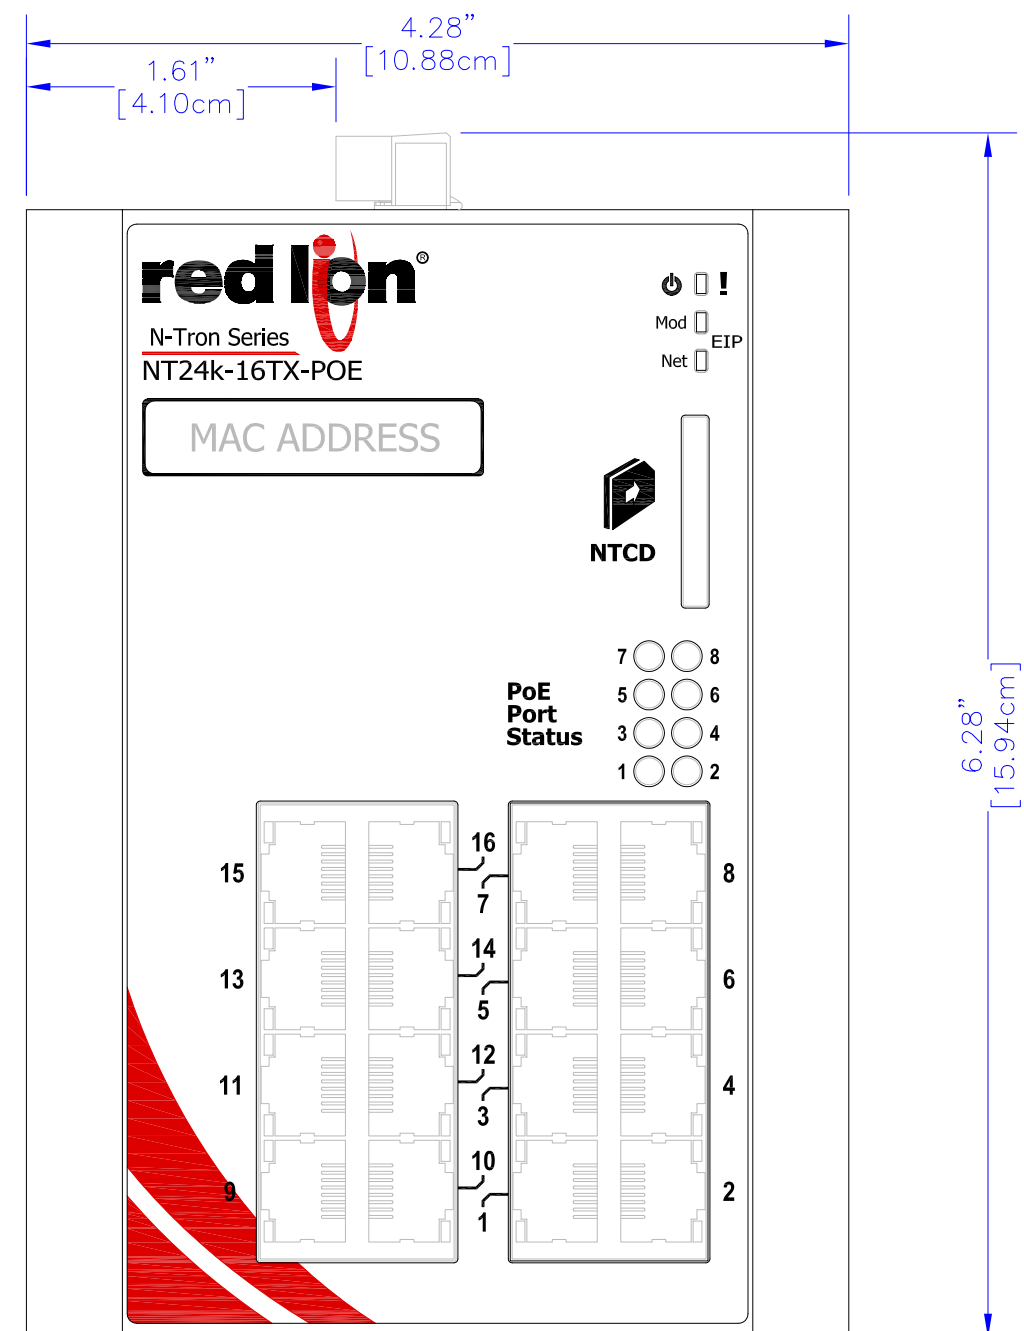 4.28”
[10.88cm]
1.61”
[4.10cm]
red lion®
N-Tron Series
NT24k-16TX-POE
MAC ADDRESS
!
Mod
EIP
Net
NTCD
6.28”
[15.94cm]
7 8
PoE
Port
Status
5 6
3 4
1 2
16
15 8
7
14
13 6
5
12
11 4
3
10
9 2
1